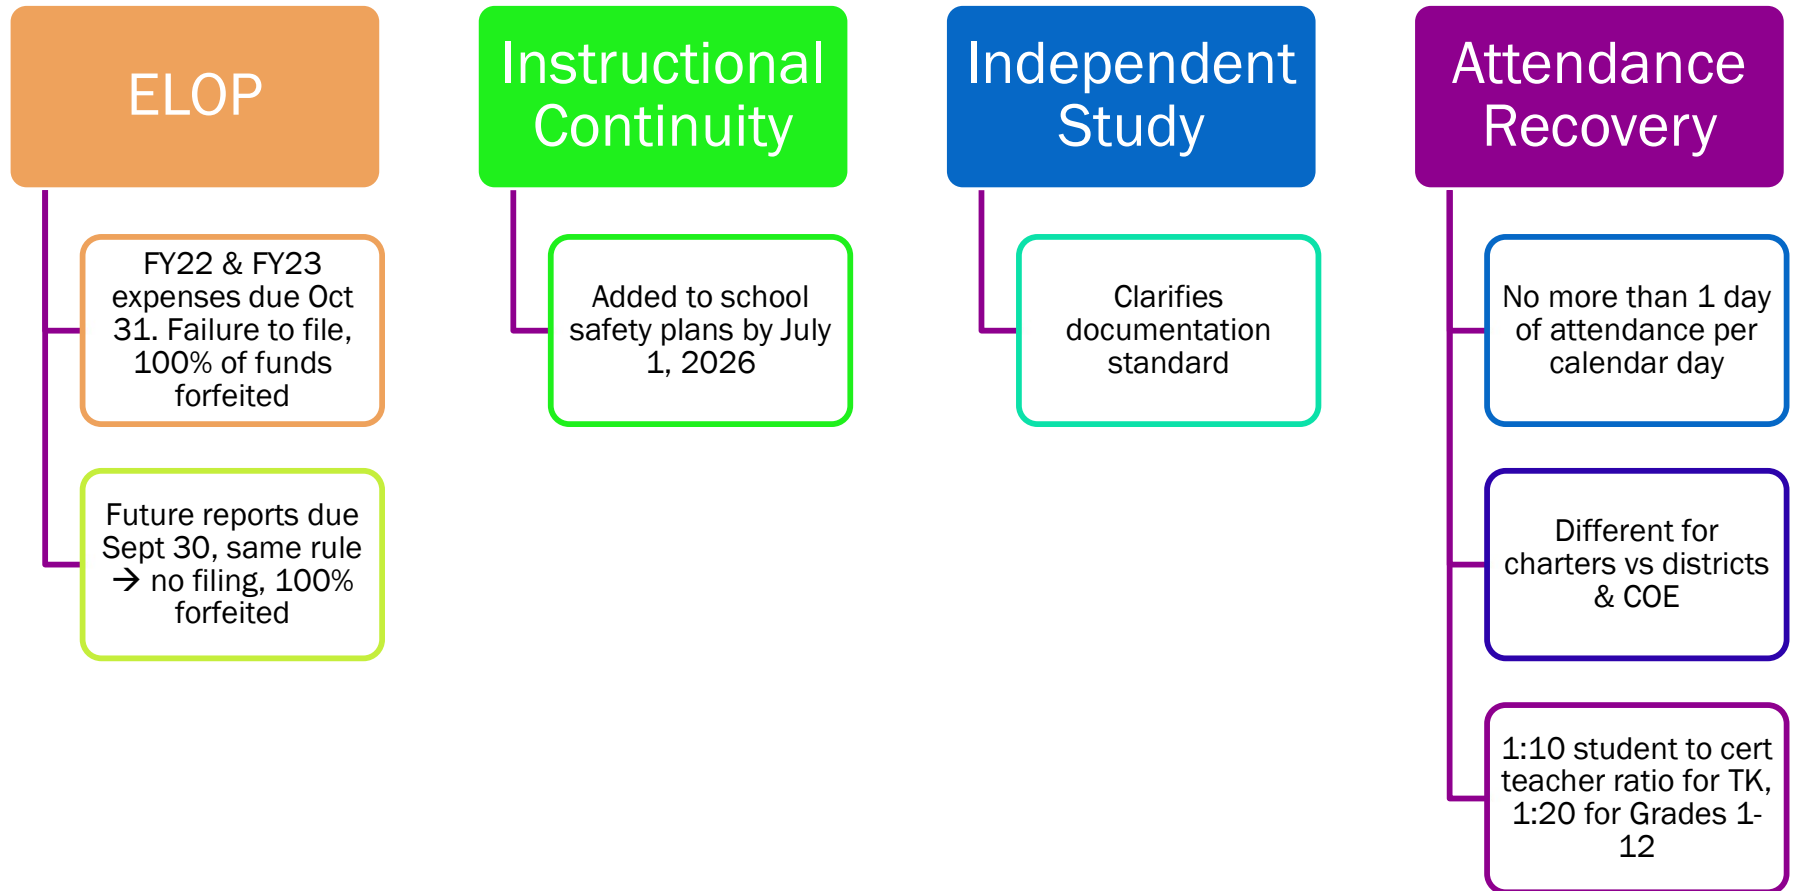 ELOP
FY22 & FY23
expenses due Oct
31. Failure to file,
100% of funds
forfeited
Future reports due
Sept 30, same rule
→ no filing, 100%
forfeited
Instructional
Continuity
Added to school
safety plans by July
1, 2026
Independent
Study
Clarifies
documentation
standard
Attendance
Recovery
No more than 1 day
of attendance per
calendar day
Different for
charters vs districts
& COE
1:10 student to cert
teacher ratio for TK,
1:20 for Grades 1-
12